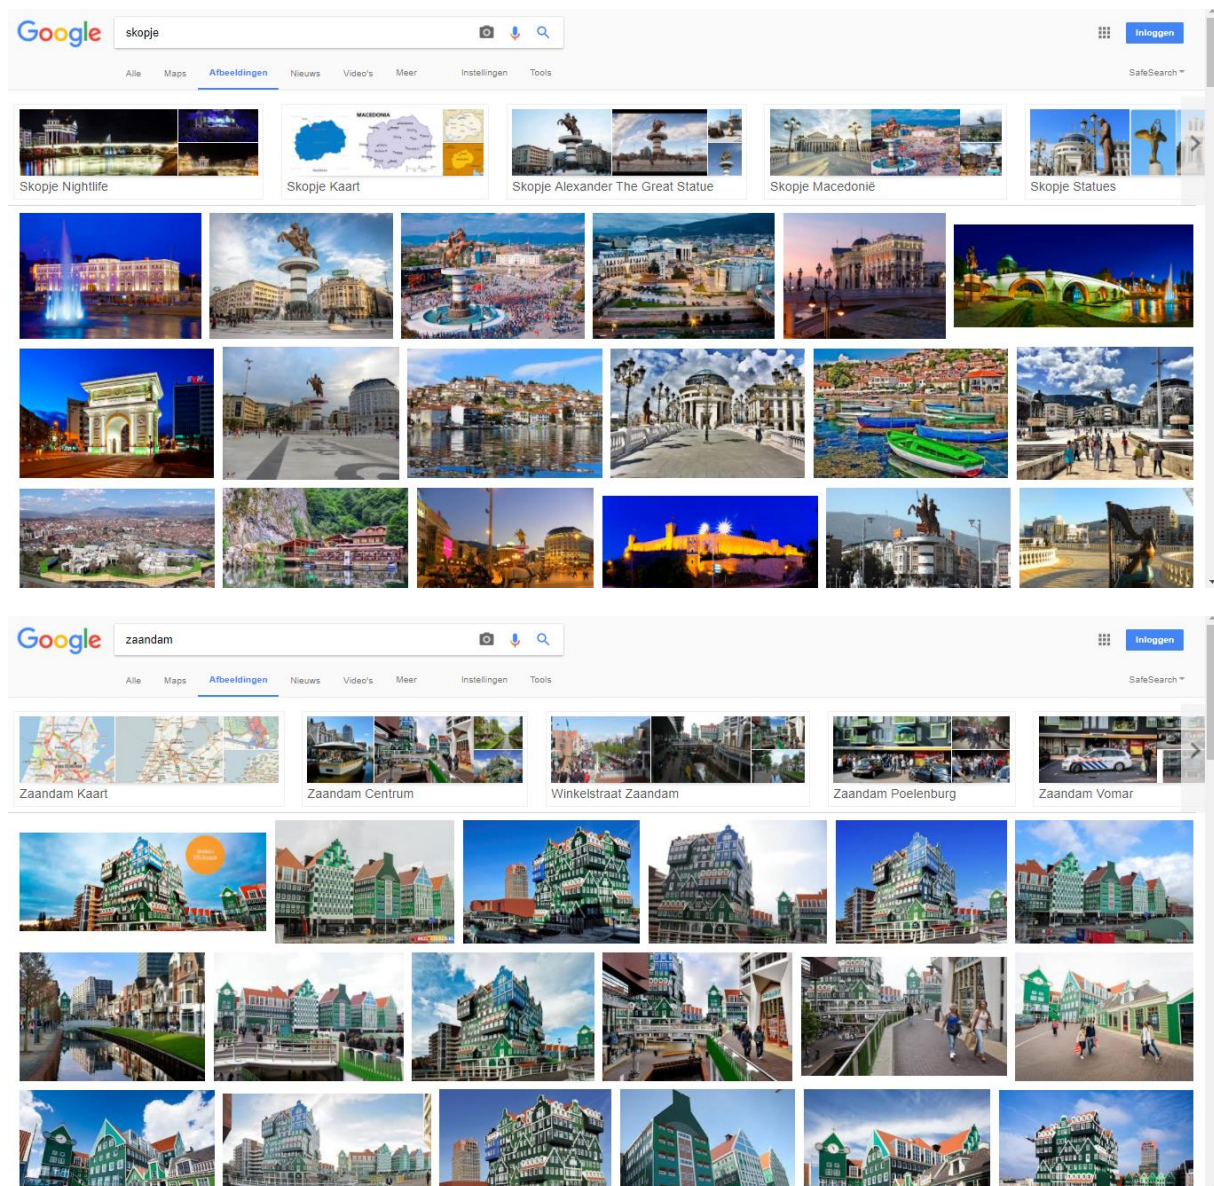 Google
skopje
Inloggen
Alle Maps Afbeeldingen Nieuws Video's Meer Instellingen Tools
SafeSearch
MACEDONIA
Skopje Nightlife
Skopje Kaart
Skopje Alexander The Great Statue
Skopje Macedonië
Skopje Statues
Google
zaandam
Inloggen
Alle Maps Afbeeldingen Nieuws Video's Meer Instellingen Tools
SafeSearch
Zaandam Kaart
Zaandam Centrum
Winkelstraat Zaandam
Zaandam Poelenburg
Zaandam Vomar